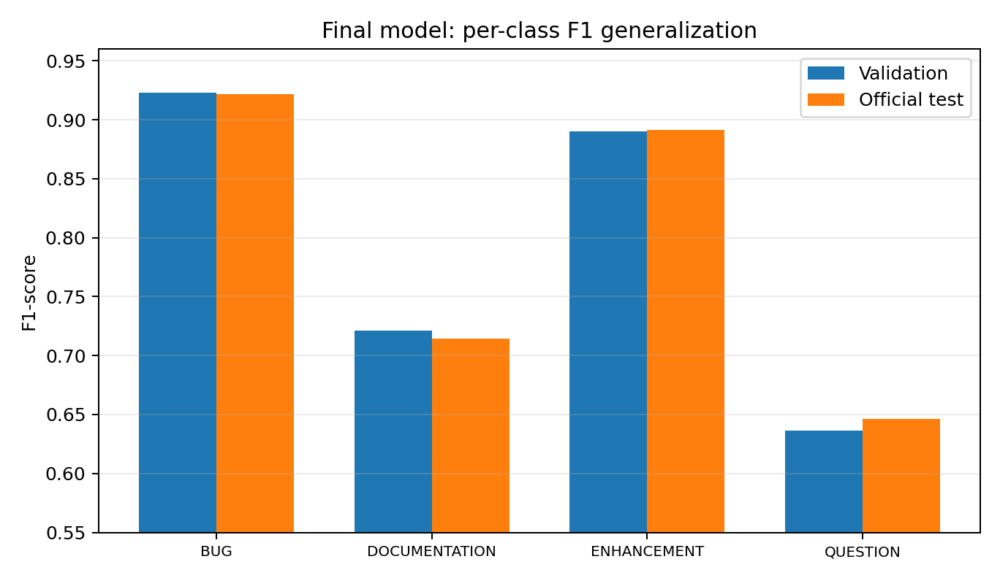 Final model: per-class F1 generalization
Validation
Official test
F1-score
0.95
0.90
0.85
0.80
0.75
0.70
0.65
0.60
0.55
BUG DOCUMENTATION ENHANCEMENT QUESTION